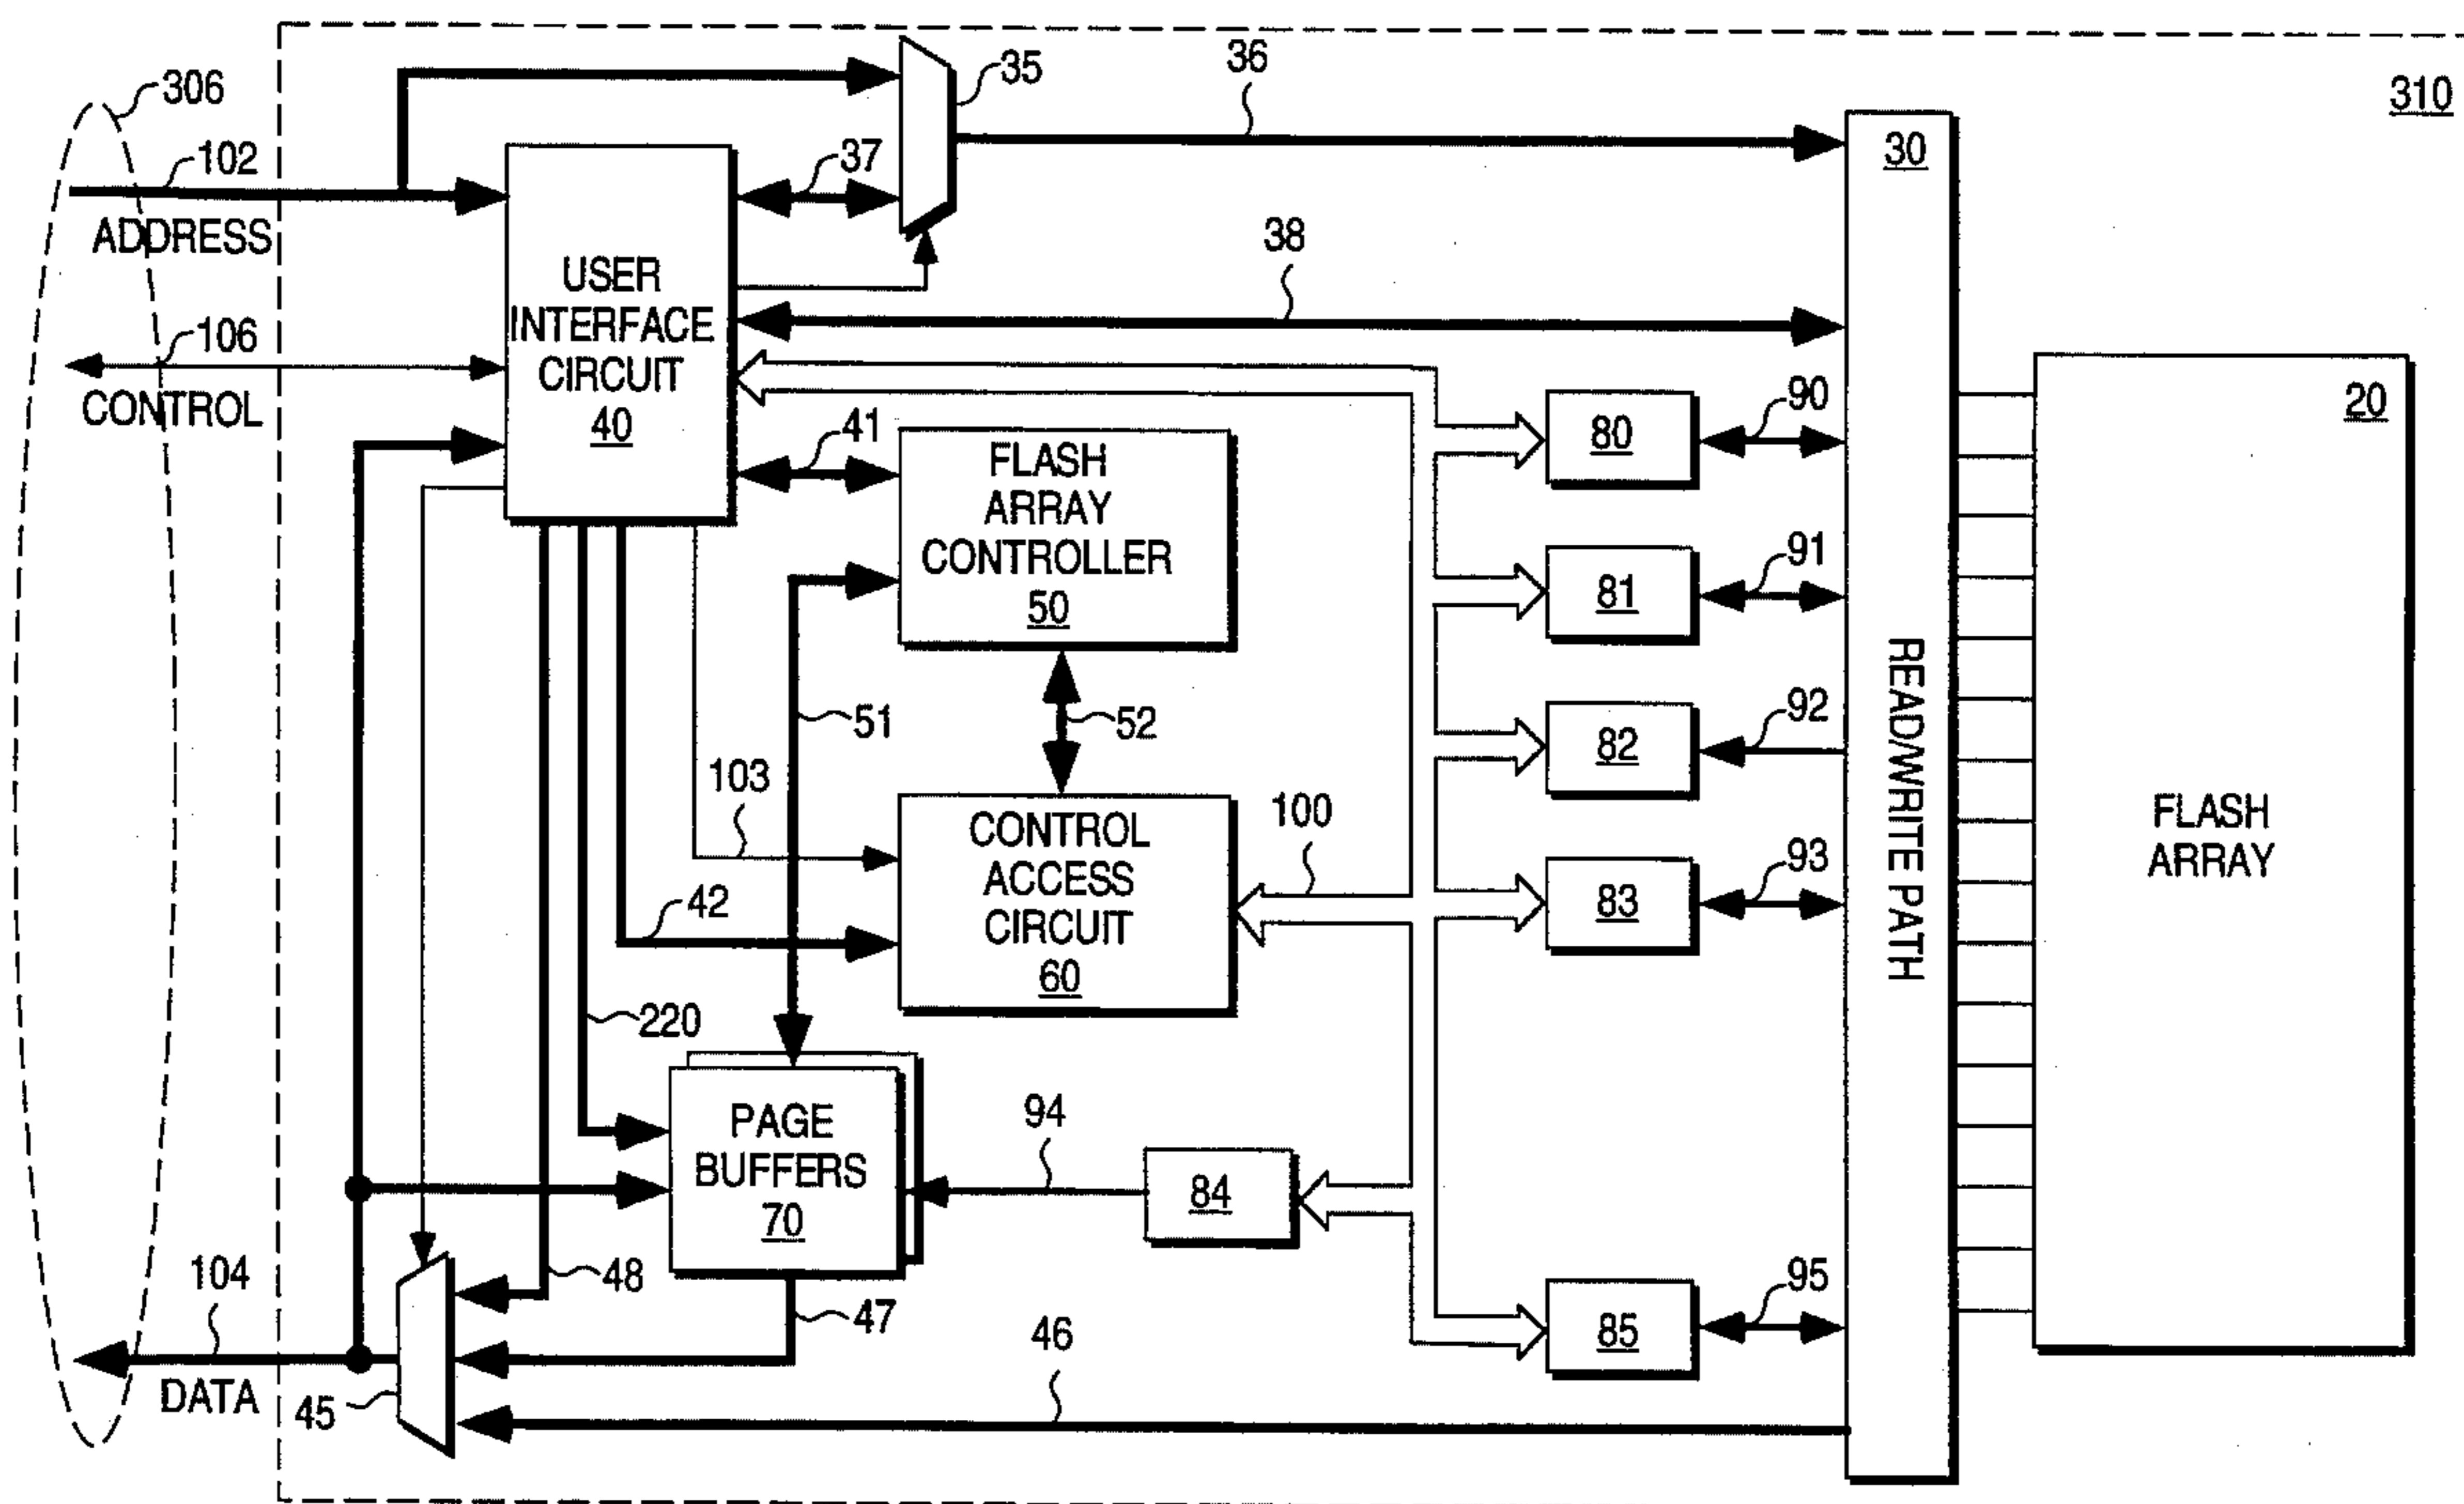 310
306
35
36
30
102
37
ADDRESS
38
USER
INTERFACE
CIRCUIT
40
106
CONTROL
41
FLASH
ARRAY
CONTROLLER
50
80
90
20
81
91
51
52
82
92
READ/WRITE PATH
103
CONTROL
ACCESS
CIRCUIT
60
100
83
93
FLASH
ARRAY
42
220
PAGE
BUFFERS
70
94
84
104
DATA
45
48
47
46
85
95